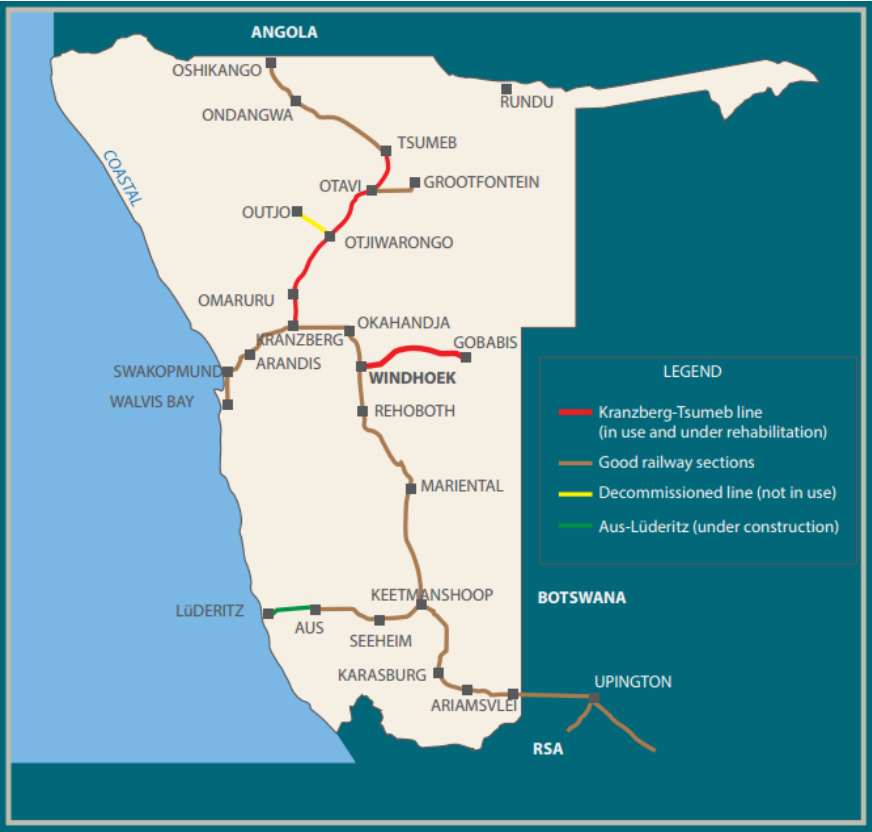 ANGOLA
OSHIKANGO
RUNDU
ONDANGWA
TSUMEB
COASTAL
OTAVI
GROOTFONTEIN
OUTJO
OTJIWARONGO
OMARURU
OKAHANDJA
KRANZBERG
GOBABIS
ARANDIS
SWAKOPMUND
WINDHOEK
WALVIS BAY
REHOBOTH
LEGEND
Kranzberg-Tsumeb line
(in use and under rehabilitation)
Good railway sections
Decommissioned line (not in use)
Aus-Lüderitz (under construction)
MARIENTAL
KEETMANSHOOP
BOTSWANA
LüDERITZ
AUS
SEEHEIM
KARASBURG
UPINGTON
ARIAMSVLEI
RSA